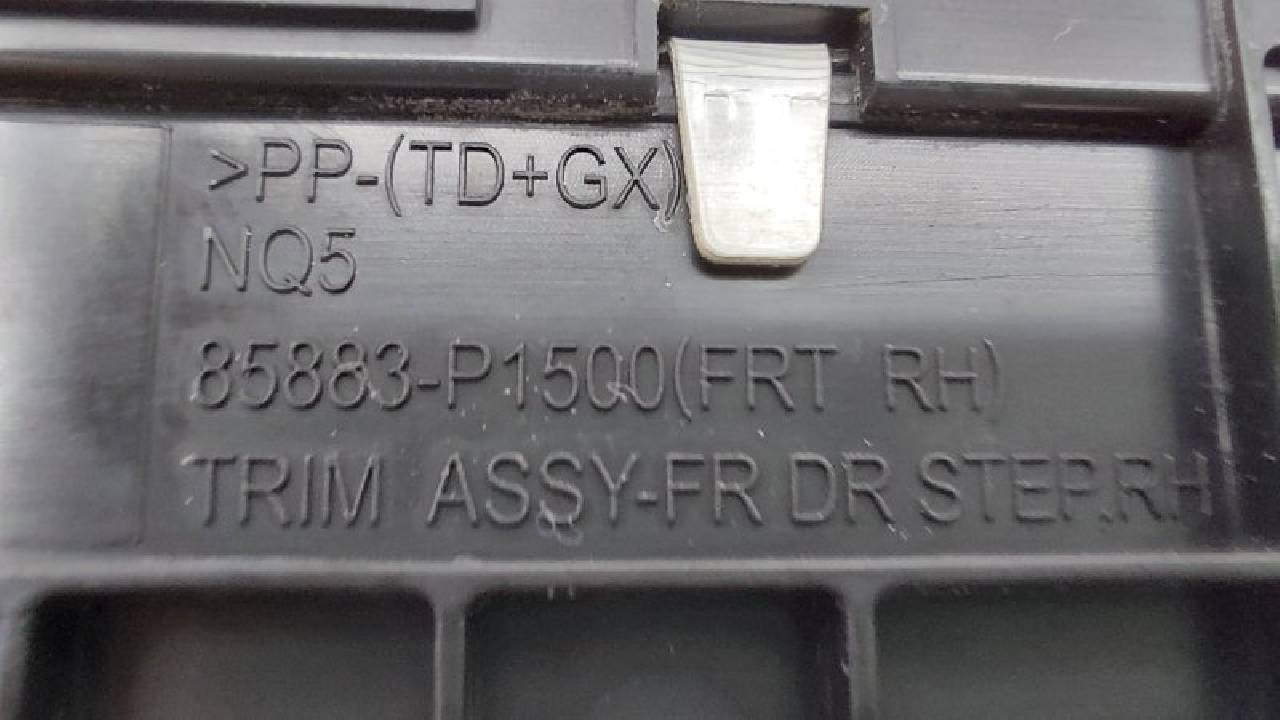 >PP-(TD+GX)
NQ5
85883-P1500(FRT RH)
TRIM ASSY-FR DR STEP.RH